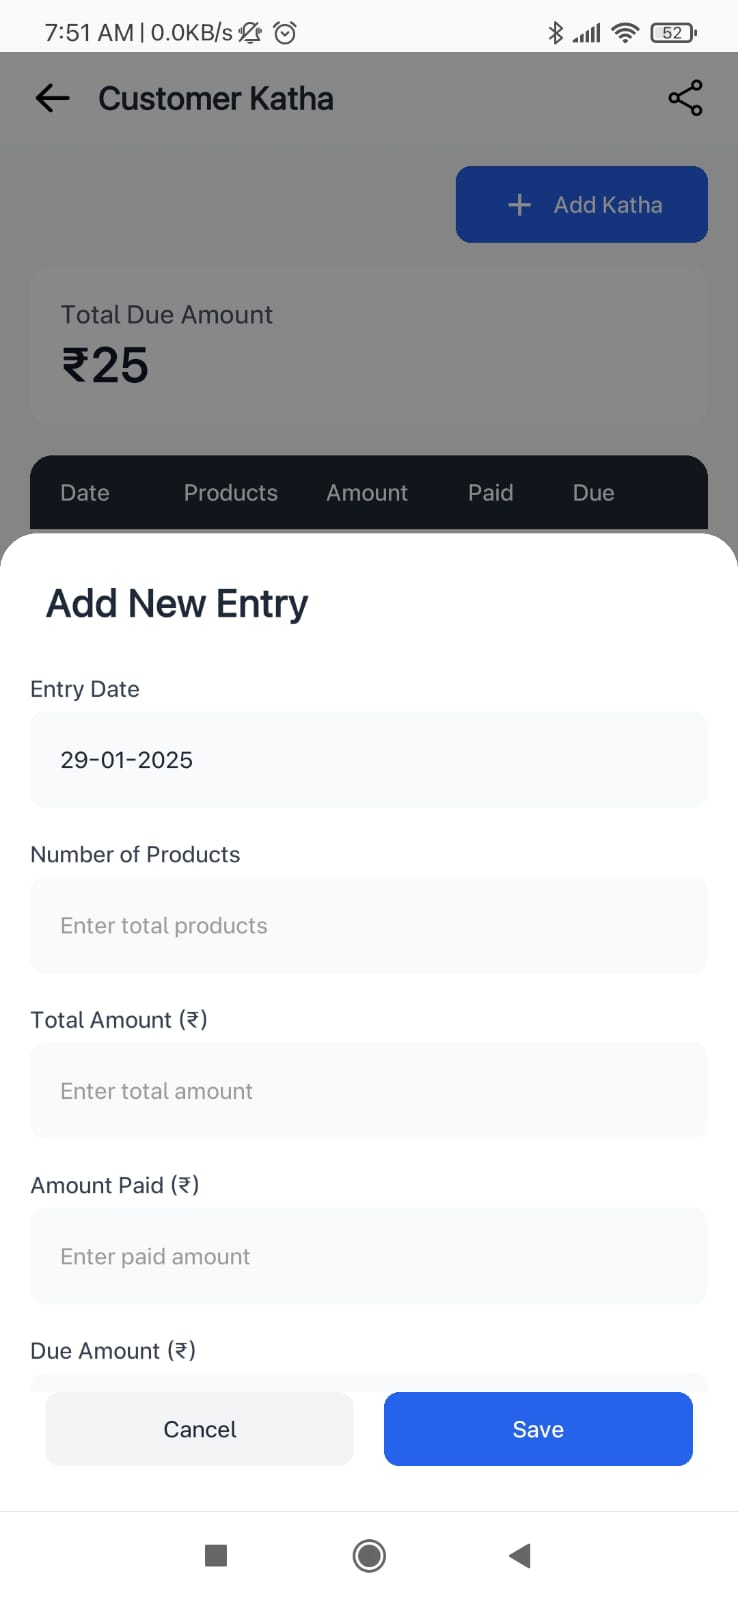 7:51 AM | 0.0KB/s 52
Customer Katha
+ Add Katha
Total Due Amount
₹25
Date Products Amount Paid Due
Add New Entry
Entry Date
29-01-2025
Number of Products
Enter total products
Total Amount (₹)
Enter total amount
Amount Paid (₹)
Enter paid amount
Due Amount (₹)
Cancel Save